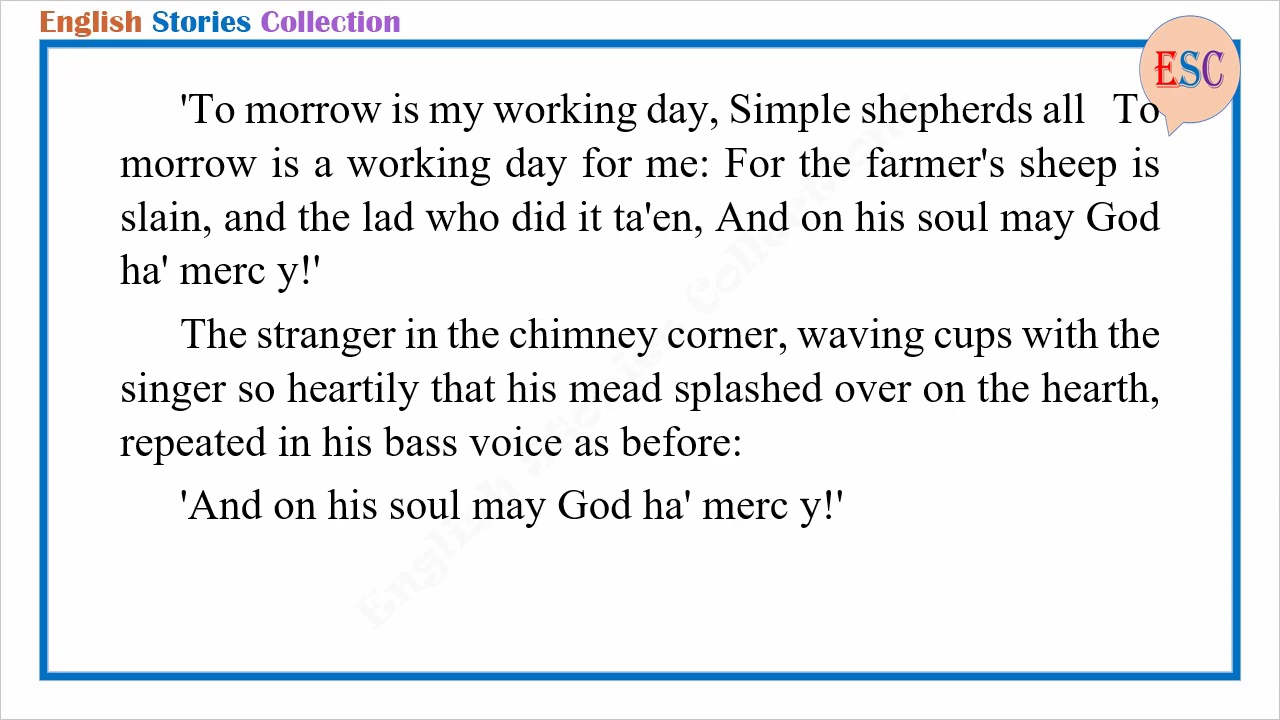 English Stories Collection
ESC
'To morrow is my working day, Simple shepherds all   To
morrow is a working day for me: For the farmer's sheep is
slain, and the lad who did it ta'en, And on his soul may God
ha' merc y!'
The stranger in the chimney corner, waving cups with the
singer so heartily that his mead splashed over on the hearth,
repeated in his bass voice as before:
'And on his soul may God ha' merc y!'
English Stories Collection